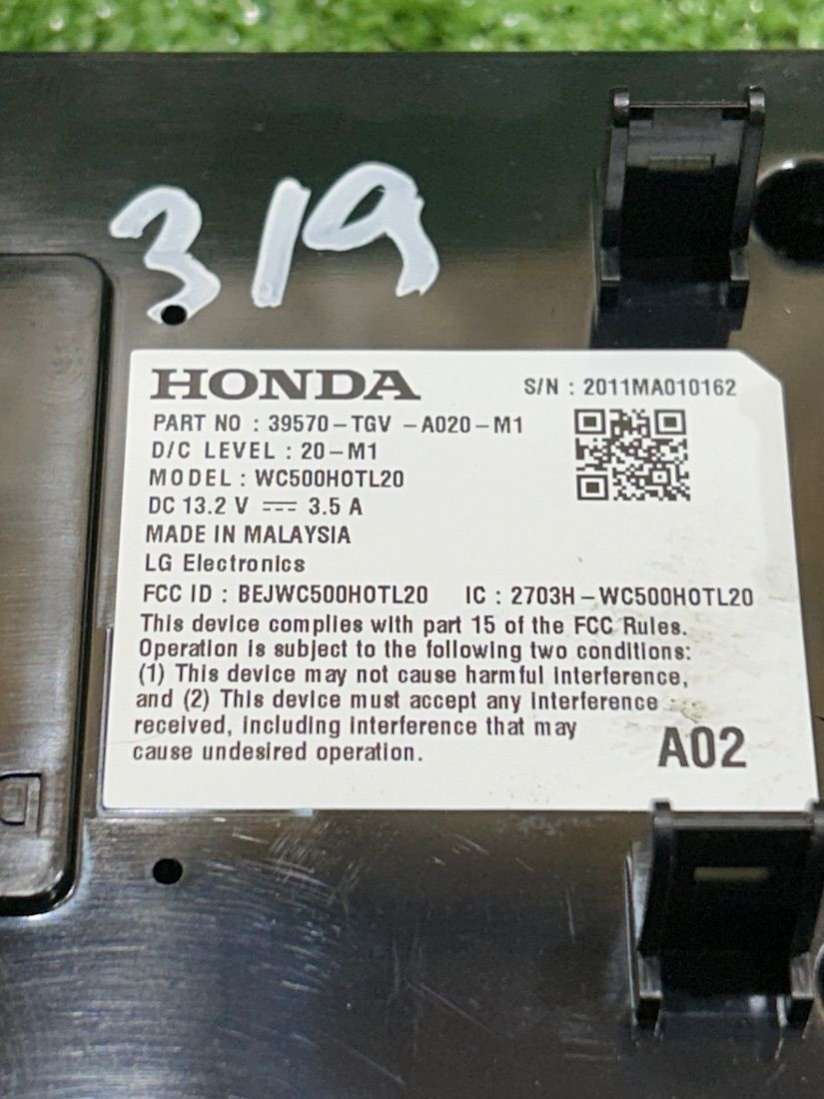 319
HONDA
S/N : 2011MA010162
PART NO : 39570-TGV -A020-M1
D/C LEVEL : 20-M1
MODEL : WC500HOTL20
DC 13.2 V ⎓ 3.5 A
MADE IN MALAYSIA
LG Electronics
FCC ID : BEJWC500HOTL20 IC : 2703H-WC500HOTL20
This device complies with part 15 of the FCC Rules.
Operation is subject to the following two conditions:
(1) This device may not cause harmful interference,
and (2) This device must accept any interference
received, including interference that may
cause undesired operation.
A02